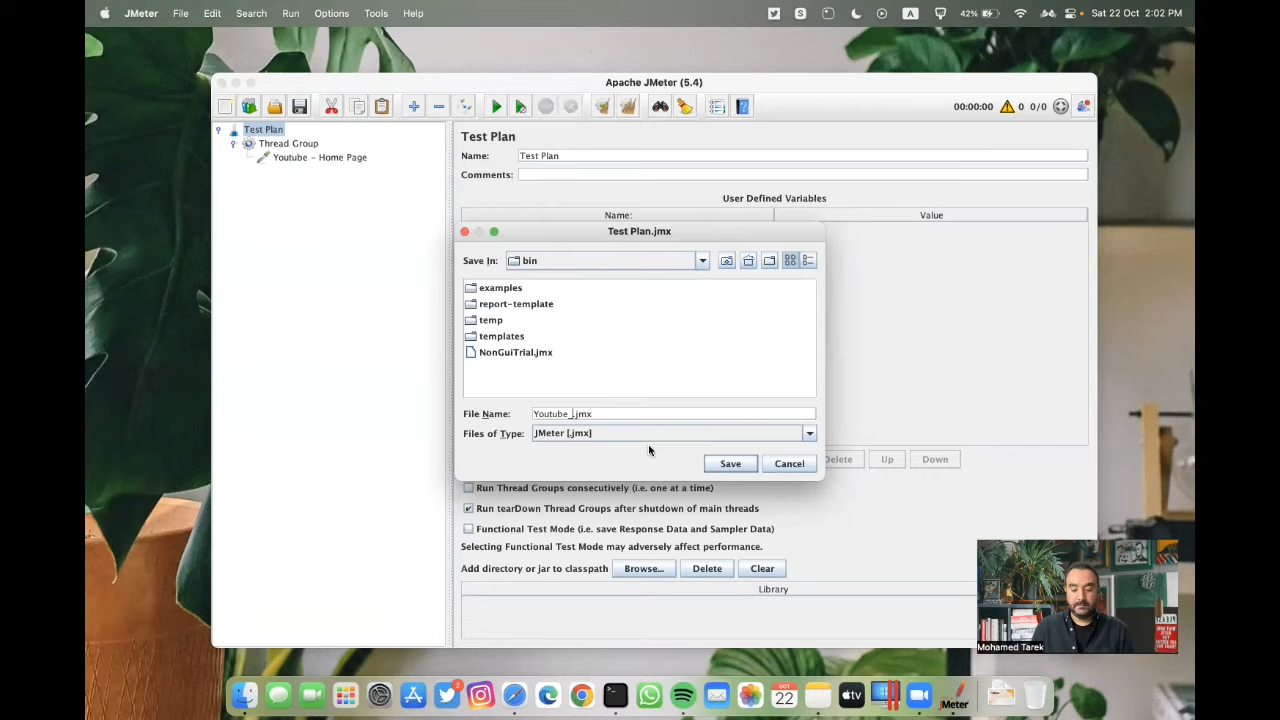 JMeter File Edit Search Run Options Tools Help A 42% Sat 22 Oct 2:02 PM
Apache JMeter (5.4)
00:00:00 0 0/0
Test Plan
Thread Group
Youtube - Home Page
Test Plan
Name: Test Plan
Comments:
User Defined Variables
Name: Value
Test Plan.jmx
Save In: bin
examples
report-template
temp
templates
NonGuiTrial.jmx
File Name: Youtube_.jmx
Files of Type: JMeter [.jmx]
Save Cancel
Delete Up Down
Run Thread Groups consecutively (i.e. one at a time)
Run tearDown Thread Groups after shutdown of main threads
Functional Test Mode (i.e. save Response Data and Sampler Data)
Selecting Functional Test Mode may adversely affect performance.
Add directory or jar to classpath Browse... Delete Clear
Library
Mohamed Tarek
2
OCT
22
tv
JMeter